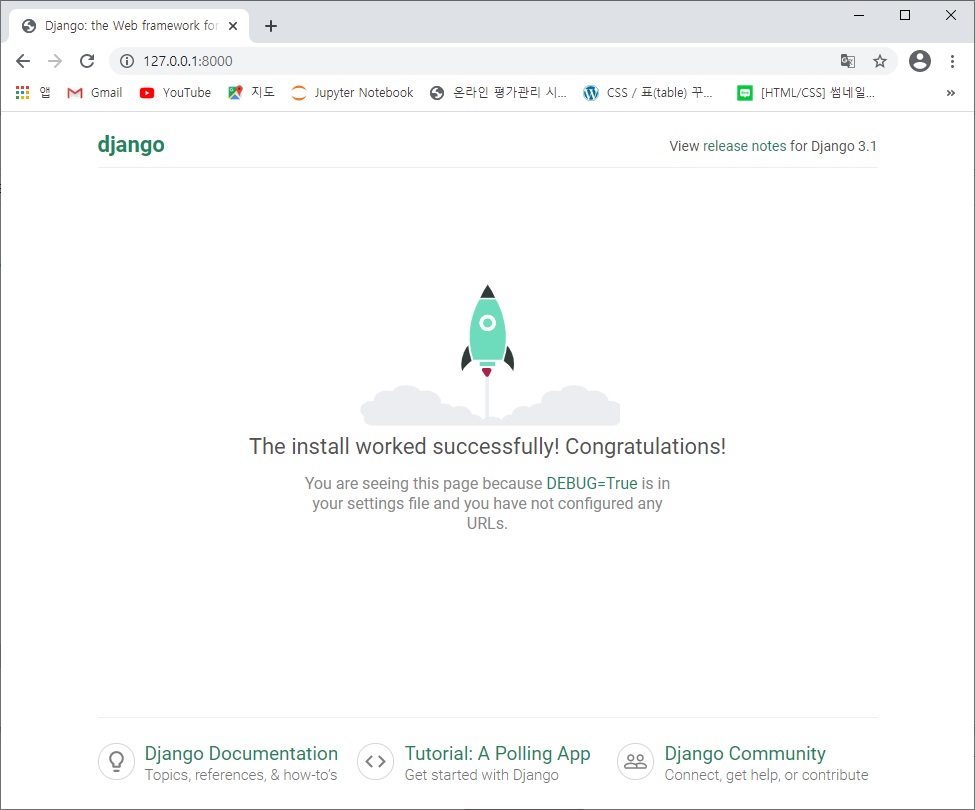 Django: the Web framework for
127.0.0.1:8000
앱 Gmail YouTube 지도 Jupyter Notebook 온라인 평가관리 시... CSS / 표(table) 꾸... [HTML/CSS] 썸네일...
django
View release notes for Django 3.1
The install worked successfully! Congratulations!
You are seeing this page because DEBUG=True is in
your settings file and you have not configured any
URLs.
Django Documentation
Topics, references, & how-to's
Tutorial: A Polling App
Get started with Django
Django Community
Connect, get help, or contribute